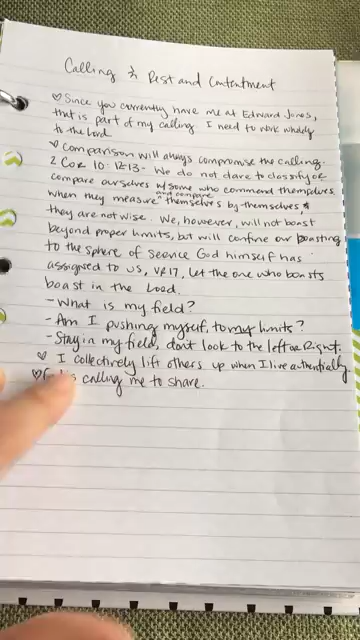 Calling & Rest and Contentment
♡ Since you currently have me at Edward Jones,
that is part of my calling I need to work wholly
to the Lord.
♡ Comparison will always compromise the calling.
2 Cor 10:12-13- We do not dare to classify or
compare ourselves w/ some who commend themselves
when they measure and compare themselves by themselves,
they are not wise. We, however, will not boast
beyond proper limits, but will confine our boasting
to the sphere of service God himself has
assigned to us, VR17, let the one who boasts
boast in the Lord.
- What is my field?
- Am I pushing myself, to my limits?
- Stay in my field, dont look to the left or Right.
♡ I collectively lift others up when I live authentically
♡ calling me to share.